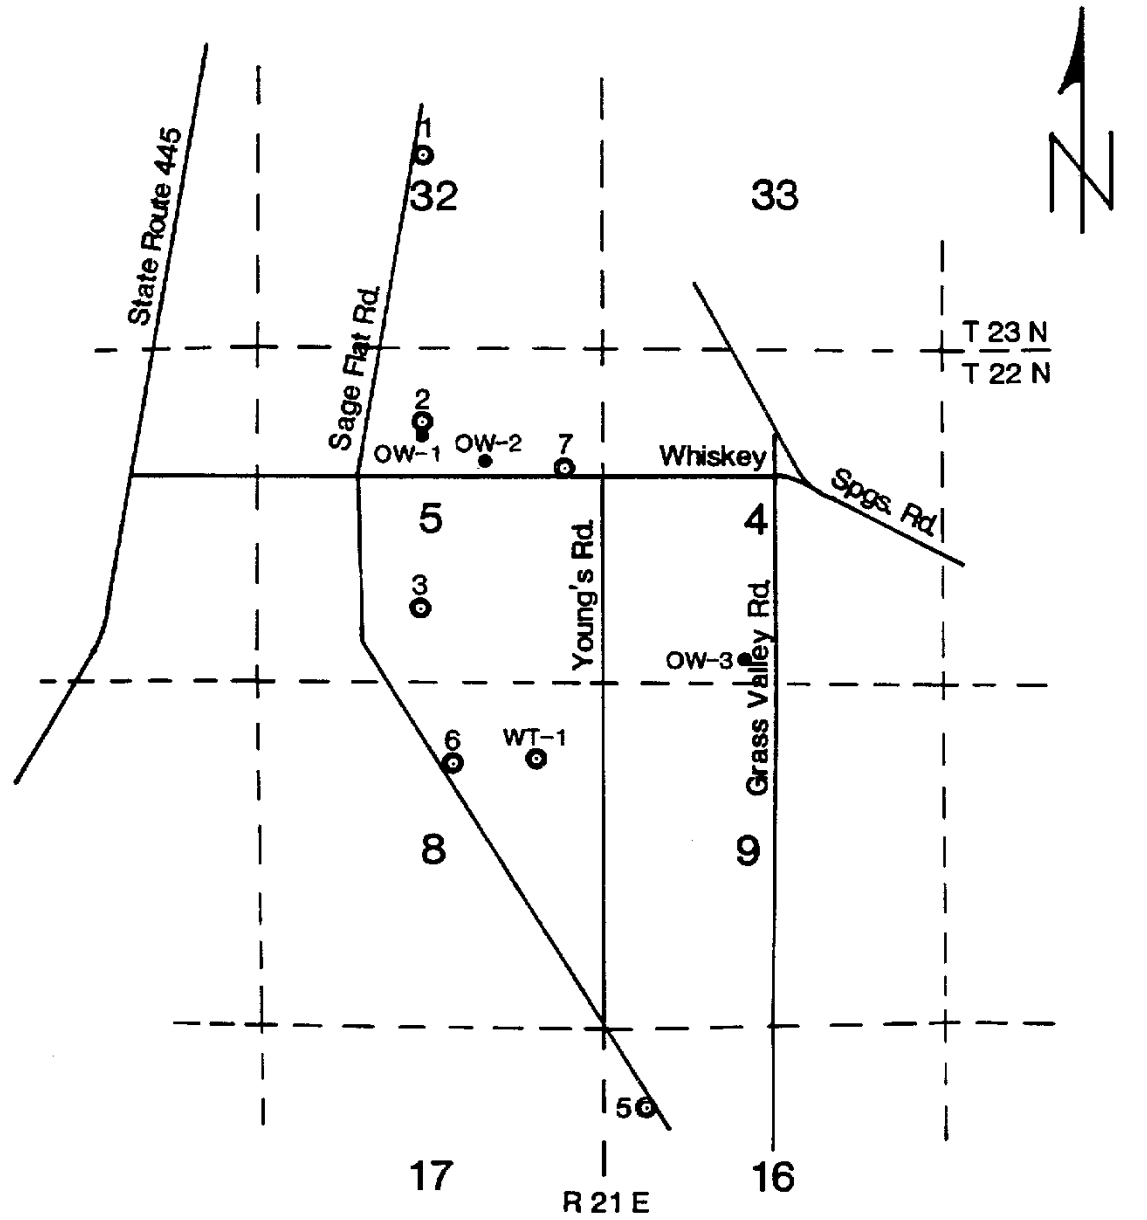 1
32
33
N
State Route 445
Sage Flat Rd.
T 23 N
T 22 N
2
OW-1
OW-2
7
Whiskey
Spgs. Rd.
5
4
3
Young's Rd.
Grass Valley Rd.
OW-3
6
WT-1
8
9
5
17
16
R 21 E